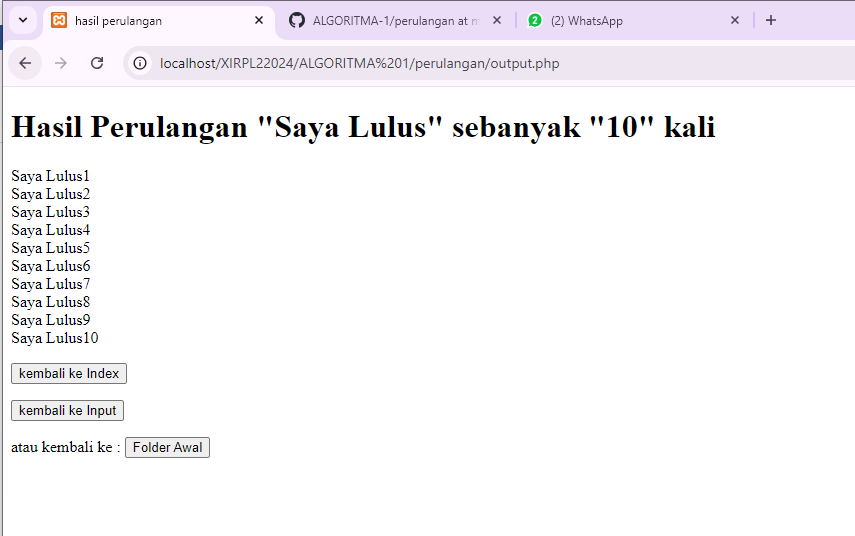 hasil perulangan
ALGORITMA-1/perulangan at m
2
(2) WhatsApp
localhost/XIRPL22024/ALGORITMA%201/perulangan/output.php
Hasil Perulangan "Saya Lulus" sebanyak "10" kali
Saya Lulus1
Saya Lulus2
Saya Lulus3
Saya Lulus4
Saya Lulus5
Saya Lulus6
Saya Lulus7
Saya Lulus8
Saya Lulus9
Saya Lulus10
kembali ke Index
kembali ke Input
atau kembali ke : Folder Awal